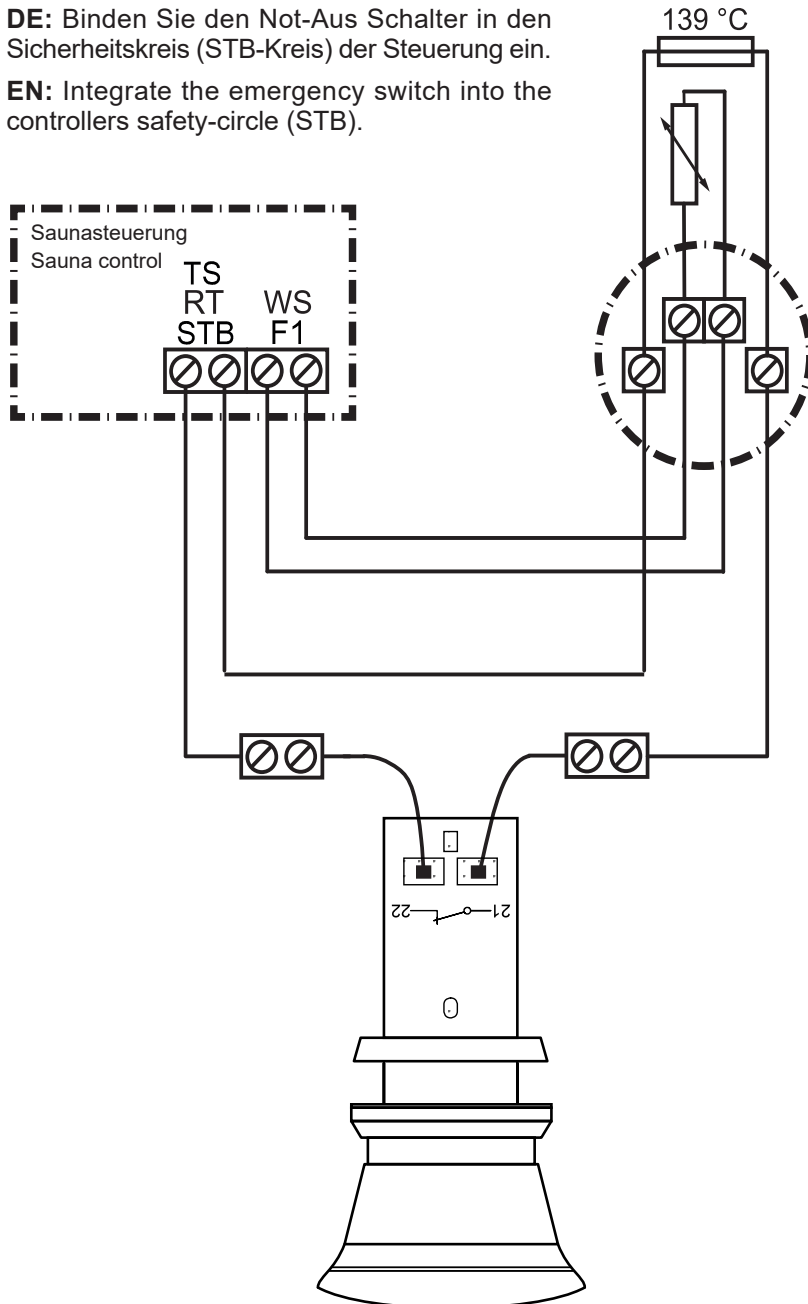 DE: Binden Sie den Not-Aus Schalter in den
Sicherheitskreis (STB-Kreis) der Steuerung ein.
EN: Integrate the emergency switch into the
controllers safety-circle (STB).
139 °C
Saunasteuerung
Sauna control
TS
RT WS
STB F1
22 21